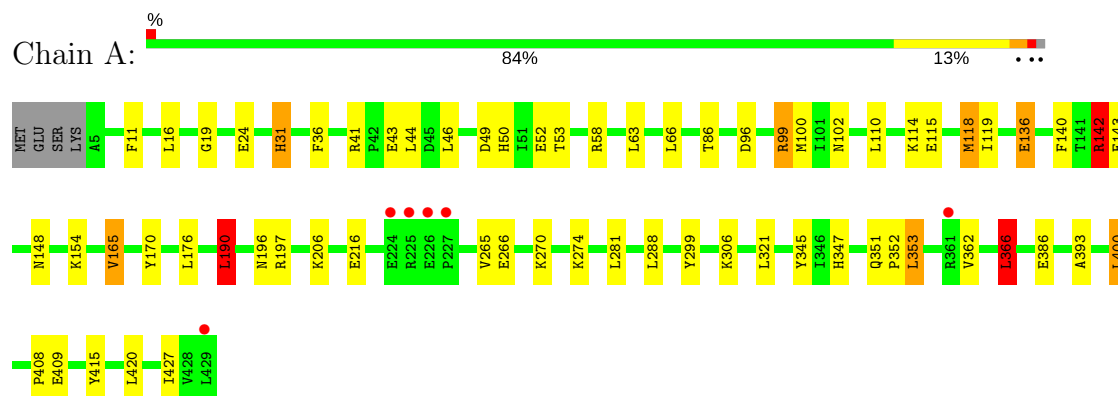 %
Chain A:
84% 13% • ••
MET GLU SER LYS A5 F11 L16 G19 E24 H31 F36 R41 P42 E43 L44 D45 L46 D49 H50 I51 E52 T53 R58 L63 L66 T86 D96 R99 M100 I101 N102 L110 K114 E115 M118 I119 E136 F140 T141 R142
N148 K154 V165 Y170 L176 L190 N196 R197 K206 E216 E224 R225 E226 P227 V265 E266 K270 K274 L281 L288 Y299 K306 L321 Y345 I346 H347 Q351 P352 L353 R361 V362 L366 E386 A393
P408 E409 Y415 L420 I427 V428 L429